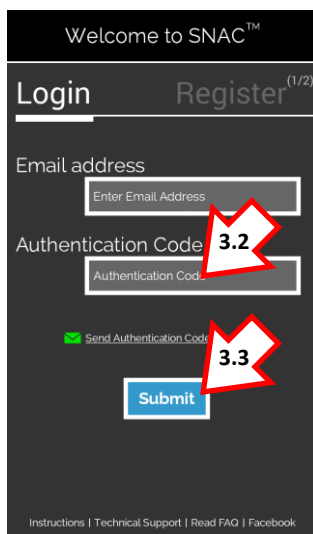 Welcome to SNAC™
Login Register (1/2)
Email address
Enter Email Address
Authentication Code
3.2
Authentication Code
Send Authentication Code
3.3
Submit
Instructions | Technical Support | Read FAQ | Facebook